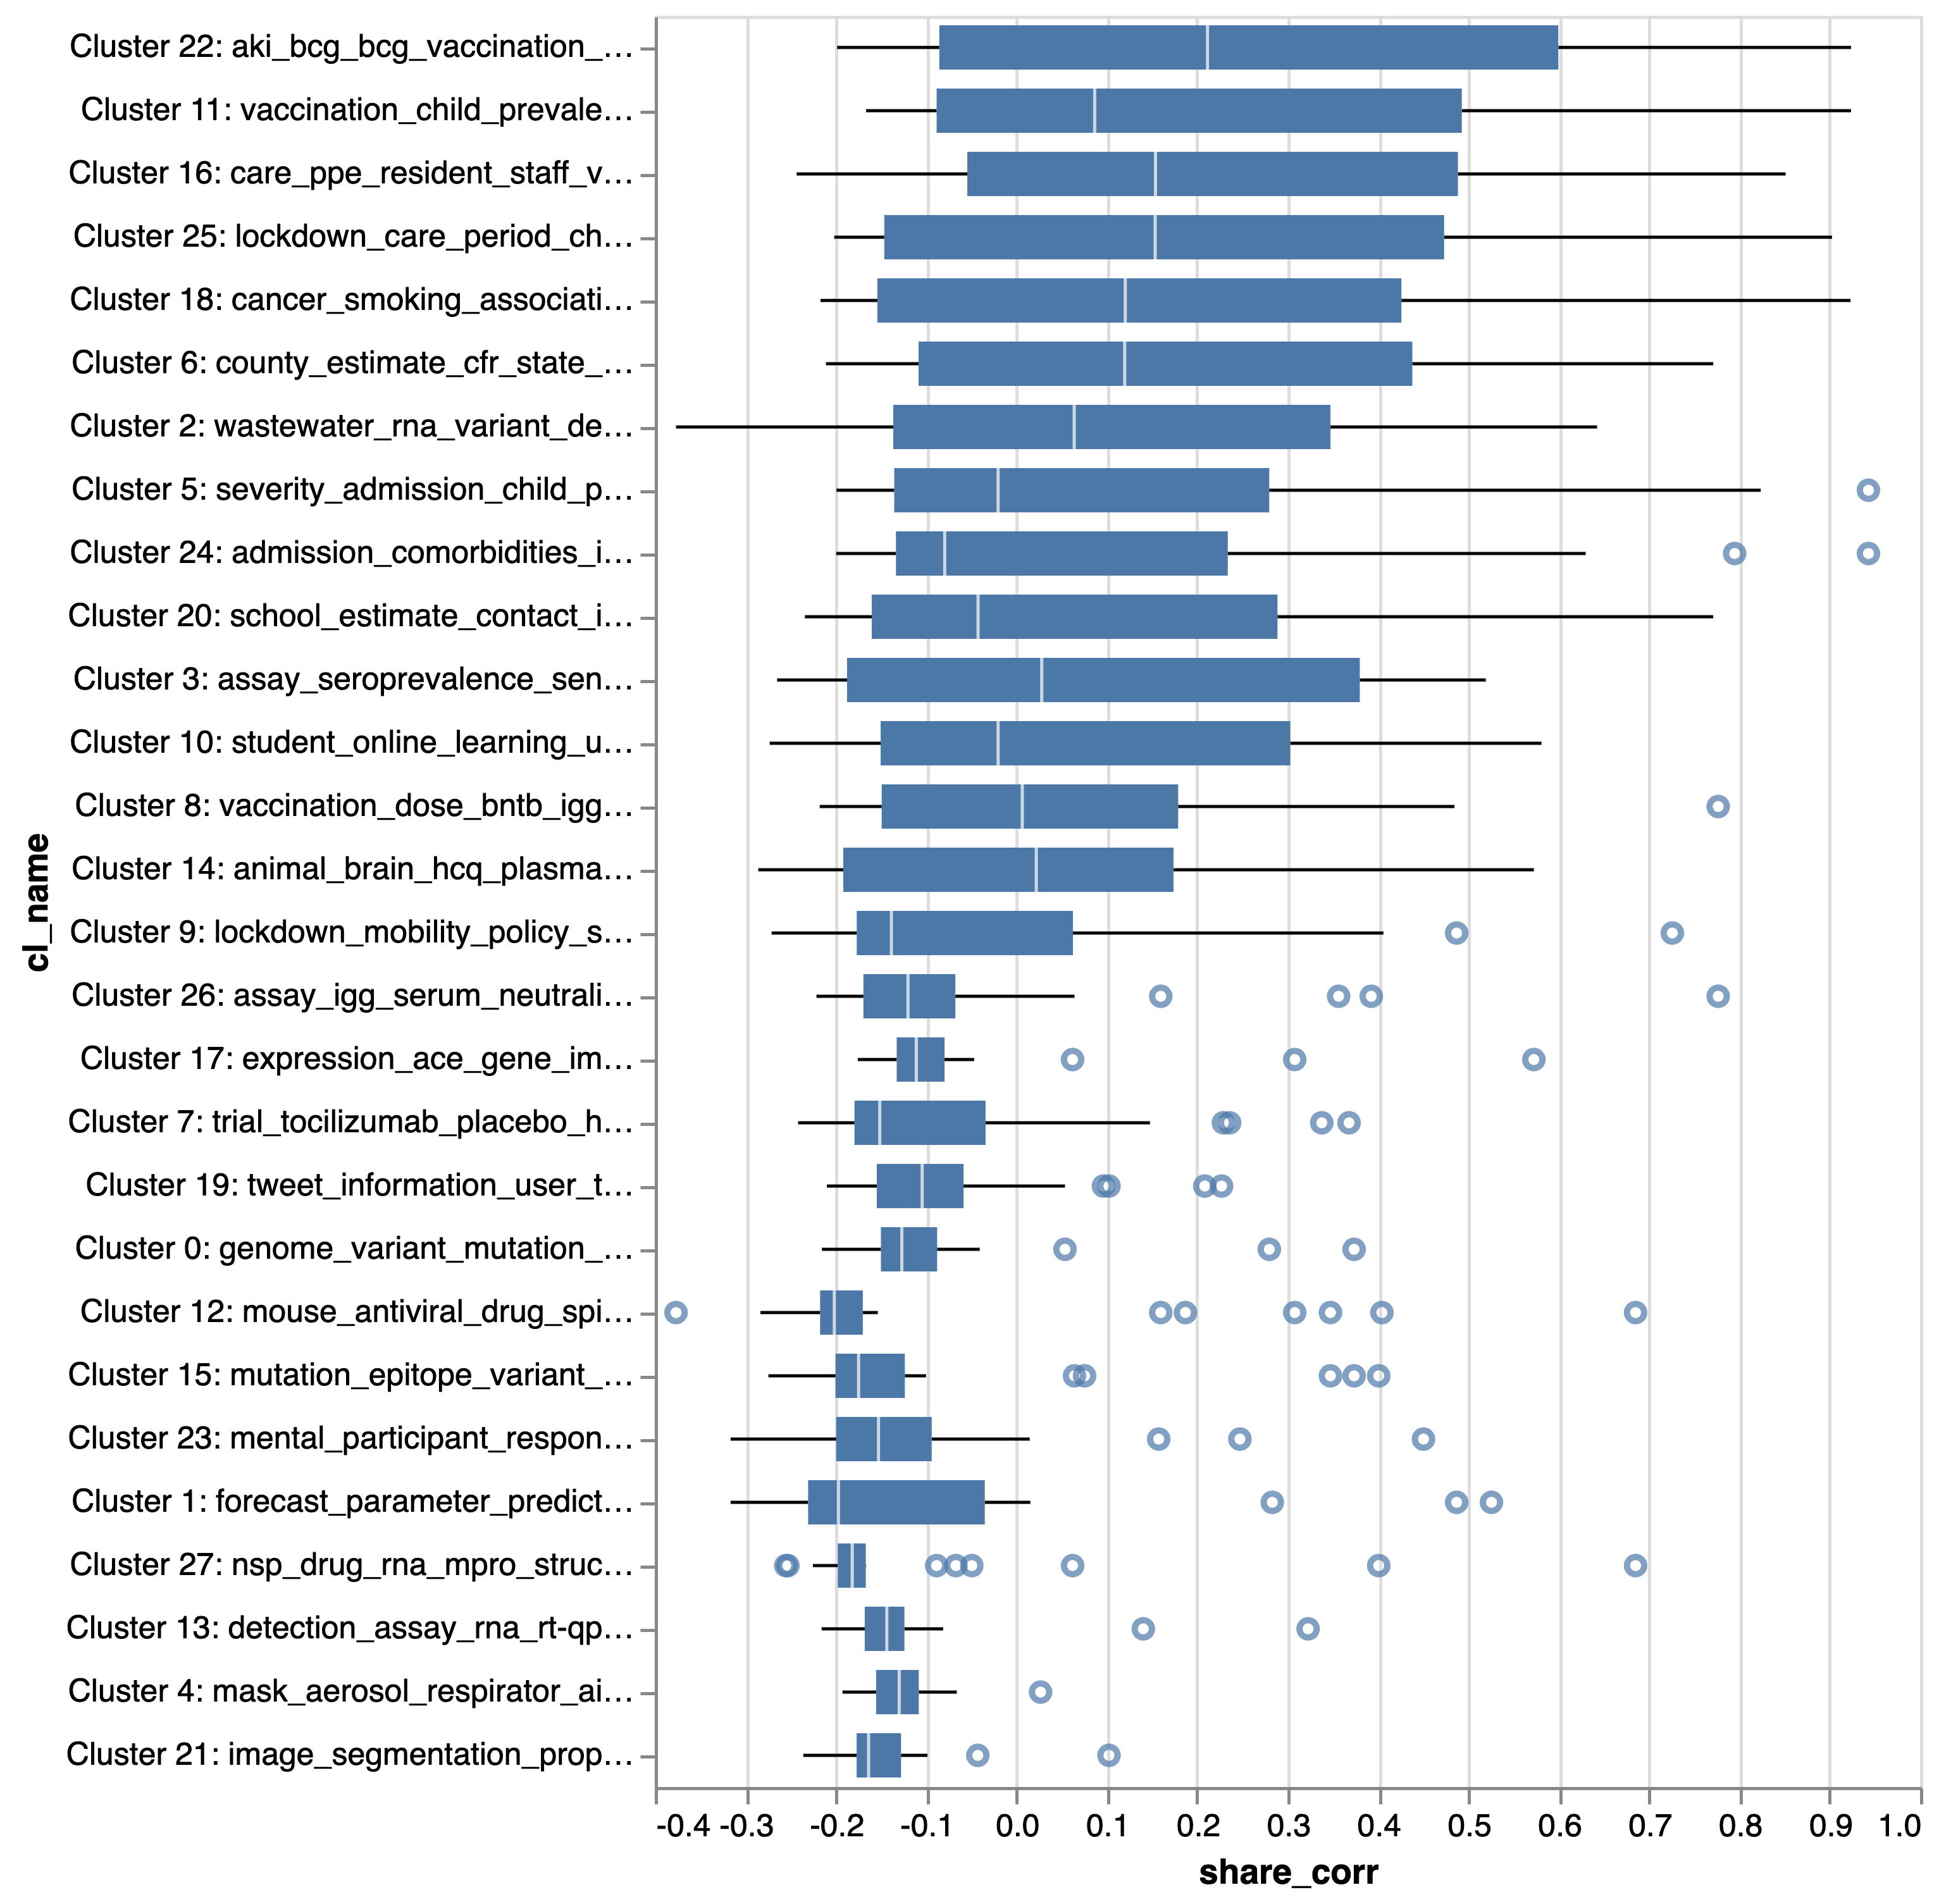 Cluster 22: aki_bcg_bcg_vaccination_…
Cluster 11: vaccination_child_prevale…
Cluster 16: care_ppe_resident_staff_v…
Cluster 25: lockdown_care_period_ch…
Cluster 18: cancer_smoking_associati…
Cluster 6: county_estimate_cfr_state_…
Cluster 2: wastewater_rna_variant_de…
Cluster 5: severity_admission_child_p…
Cluster 24: admission_comorbidities_i…
Cluster 20: school_estimate_contact_i…
Cluster 3: assay_seroprevalence_sen…
Cluster 10: student_online_learning_u…
Cluster 8: vaccination_dose_bntb_igg…
Cluster 14: animal_brain_hcq_plasma…
Cluster 9: lockdown_mobility_policy_s…
Cluster 26: assay_igg_serum_neutrali…
Cluster 17: expression_ace_gene_im…
Cluster 7: trial_tocilizumab_placebo_h…
Cluster 19: tweet_information_user_t…
Cluster 0: genome_variant_mutation_…
Cluster 12: mouse_antiviral_drug_spi…
Cluster 15: mutation_epitope_variant_…
Cluster 23: mental_participant_respon…
Cluster 1: forecast_parameter_predict…
Cluster 27: nsp_drug_rna_mpro_struc…
Cluster 13: detection_assay_rna_rt-qp…
Cluster 4: mask_aerosol_respirator_ai…
Cluster 21: image_segmentation_prop…
cl_name
-0.4 -0.3 -0.2 -0.1 0.0 0.1 0.2 0.3 0.4 0.5 0.6 0.7 0.8 0.9 1.0
share_corr